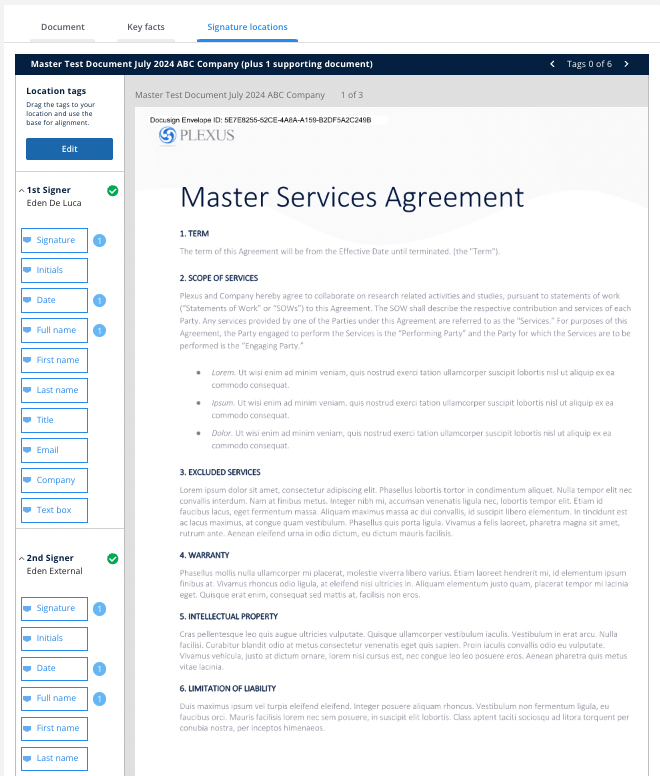 Document
Key facts
Signature locations
Master Test Document July 2024 ABC Company (plus 1 supporting document)
Tags 0 of 6
Location tags
Drag the tags to your
location and use the
base for alignment.
Edit
1st Signer
Eden De Luca
Signature 1
Initials
Date 1
Full name 1
First name
Last name
Title
Email
Company
Text box
2nd Signer
Eden External
Signature 1
Initials
Date 1
Full name 1
First name
Last name
Master Test Document July 2024 ABC Company 1 of 3
Docusign Envelope ID: 5E7E8255-52CE-4A8A-A159-B2DF5A2C249B
PLEXUS
Master Services Agreement
1. TERM
The term of this Agreement will be from the Effective Date until terminated. (the "Term").
2. SCOPE OF SERVICES
Plexus and Company hereby agree to collaborate on research related activities and studies, pursuant to statements of work
("Statements of Work" or "SOWs") to this Agreement. The SOW shall describe the respective contribution and services of each
Party. Any services provided by one of the Parties under this Agreement are referred to as the "Services." For purposes of this
Agreement, the Party engaged to perform the Services is the "Performing Party" and the Party for which the Services are to be
performed is the "Engaging Party."
• Lorem. Ut wisi enim ad minim veniam, quis nostrud exerci tation ullamcorper suscipit lobortis nisl ut aliquip ex ea
commodo consequat.
• Ipsum. Ut wisi enim ad minim veniam, quis nostrud exerci tation ullamcorper suscipit lobortis nisl ut aliquip ex ea
commodo consequat.
• Dolor. Ut wisi enim ad minim veniam, quis nostrud exerci tation ullamcorper suscipit lobortis nisl ut aliquip ex ea
commodo consequat.
3. EXCLUDED SERVICES
Lorem ipsum dolor sit amet, consectetur adipiscing elit. Phasellus lobortis tortor in condimentum aliquet. Nulla tempor elit nec
convallis interdum. Nam at finibus metus. Integer nibh mi, accumsan venenatis ligula nec, lobortis tempor elit. Etiam id
faucibus lacus, eget fermentum massa. Aliquam maximus massa ac dui convallis, id suscipit libero elementum. In tincidunt est
ac lacus maximus, at congue quam vestibulum. Phasellus quis porta ligula. Vivamus a felis laoreet, pharetra magna sit amet,
rutrum ante. Aenean eleifend urna in odio dictum, eu dictum mauris facilisis.
4. WARRANTY
Phasellus mollis nulla ullamcorper mi placerat, molestie viverra libero varius. Etiam laoreet hendrerit mi, id elementum ipsum
finibus at. Vivamus rhoncus odio ligula, at eleifend nisi ultricies in. Aliquam elementum justo quam, placerat tempor mi lacinia
eget. Quisque erat enim, consequat sed mattis at, facilisis non eros.
5. INTELLECTUAL PROPERTY
Cras pellentesque leo quis augue ultricies vulputate. Quisque ullamcorper vestibulum iaculis. Vestibulum in erat arcu. Nulla
facilisi. Curabitur blandit odio at metus consectetur venenatis eget quis sapien. Proin iaculis convallis odio eu vulputate.
Vivamus vehicula, justo at dictum ornare, lorem nisi cursus est, nec congue leo leo posuere eros. Aenean pharetra quis metus
vitae lacinia.
6. LIMITATION OF LIABILITY
Duis maximus ipsum vel turpis eleifend eleifend. Integer posuere aliquam rhoncus. Vestibulum non fermentum ligula, eu
faucibus orci. Mauris facilisis lorem nec sem posuere, in suscipit elit lobortis. Class aptent taciti sociosqu ad litora torquent per
conubia nostra, per inceptos himenaeos.